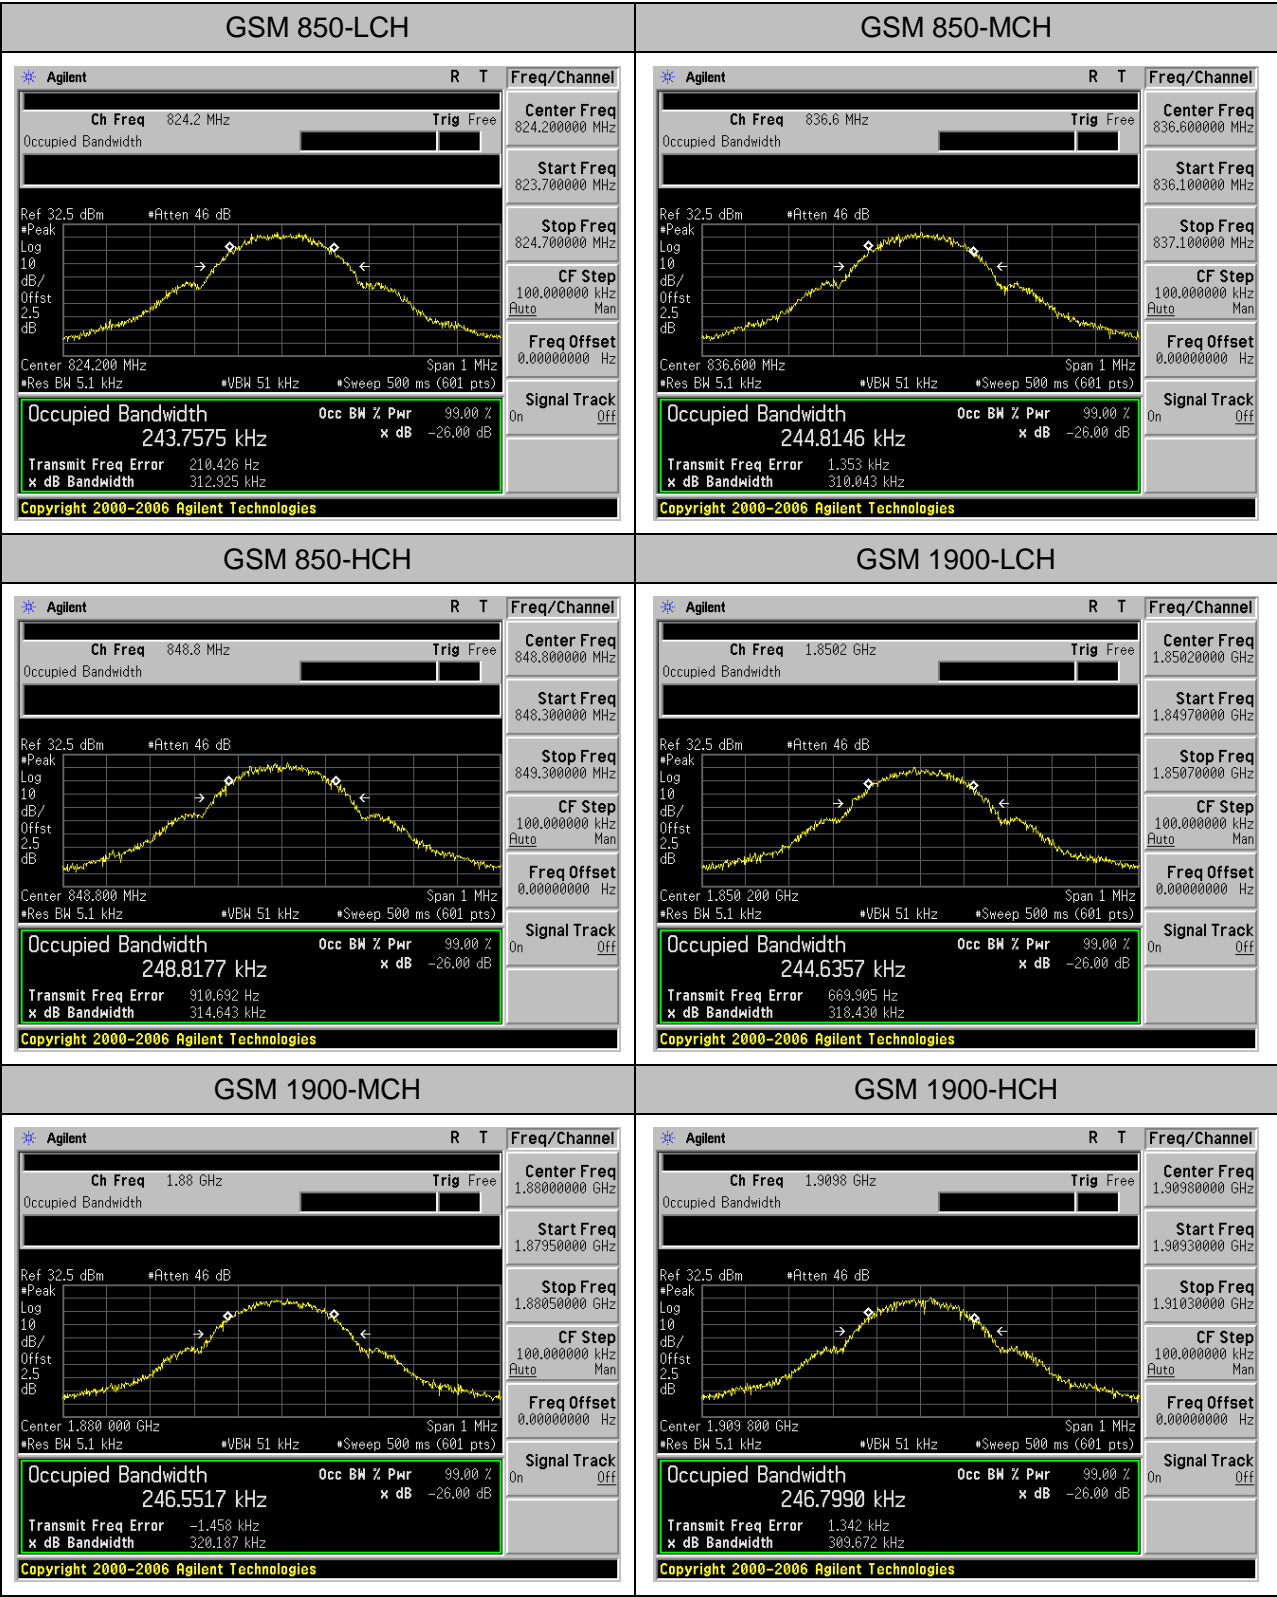 GSM 850-LCH
GSM 850-MCH
Agilent R T Freq/Channel
Ch Freq 824.2 MHz Trig Free
Occupied Bandwidth
Center Freq
824.200000 MHz
Start Freq
823.700000 MHz
Stop Freq
824.700000 MHz
CF Step
100.000000 kHz
Auto Man
Freq Offset
0.00000000 Hz
Signal Track
On Off
Ref 32.5 dBm #Atten 46 dB
#Peak
Log
10
dB/
Offst
2.5
dB
Center 824.200 MHz Span 1 MHz
#Res BW 5.1 kHz #VBW 51 kHz #Sweep 500 ms (601 pts)
Occupied Bandwidth Occ BW % Pwr 99.00 %
243.7575 kHz x dB -26.00 dB
Transmit Freq Error 210.426 Hz
x dB Bandwidth 312.925 kHz
Copyright 2000-2006 Agilent Technologies
Agilent R T Freq/Channel
Ch Freq 836.6 MHz Trig Free
Occupied Bandwidth
Center Freq
836.600000 MHz
Start Freq
836.100000 MHz
Stop Freq
837.100000 MHz
CF Step
100.000000 kHz
Auto Man
Freq Offset
0.00000000 Hz
Signal Track
On Off
Ref 32.5 dBm #Atten 46 dB
#Peak
Log
10
dB/
Offst
2.5
dB
Center 836.600 MHz Span 1 MHz
#Res BW 5.1 kHz #VBW 51 kHz #Sweep 500 ms (601 pts)
Occupied Bandwidth Occ BW % Pwr 99.00 %
244.8146 kHz x dB -26.00 dB
Transmit Freq Error 1.353 kHz
x dB Bandwidth 310.043 kHz
Copyright 2000-2006 Agilent Technologies
GSM 850-HCH
GSM 1900-LCH
Agilent R T Freq/Channel
Ch Freq 848.8 MHz Trig Free
Occupied Bandwidth
Center Freq
848.800000 MHz
Start Freq
848.300000 MHz
Stop Freq
849.300000 MHz
CF Step
100.000000 kHz
Auto Man
Freq Offset
0.00000000 Hz
Signal Track
On Off
Ref 32.5 dBm #Atten 46 dB
#Peak
Log
10
dB/
Offst
2.5
dB
Center 848.800 MHz Span 1 MHz
#Res BW 5.1 kHz #VBW 51 kHz #Sweep 500 ms (601 pts)
Occupied Bandwidth Occ BW % Pwr 99.00 %
248.8177 kHz x dB -26.00 dB
Transmit Freq Error 910.692 Hz
x dB Bandwidth 314.643 kHz
Copyright 2000-2006 Agilent Technologies
Agilent R T Freq/Channel
Ch Freq 1.8502 GHz Trig Free
Occupied Bandwidth
Center Freq
1.85020000 GHz
Start Freq
1.84970000 GHz
Stop Freq
1.85070000 GHz
CF Step
100.000000 kHz
Auto Man
Freq Offset
0.00000000 Hz
Signal Track
On Off
Ref 32.5 dBm #Atten 46 dB
#Peak
Log
10
dB/
Offst
2.5
dB
Center 1.850 200 GHz Span 1 MHz
#Res BW 5.1 kHz #VBW 51 kHz #Sweep 500 ms (601 pts)
Occupied Bandwidth Occ BW % Pwr 99.00 %
244.6357 kHz x dB -26.00 dB
Transmit Freq Error 669.905 Hz
x dB Bandwidth 318.430 kHz
Copyright 2000-2006 Agilent Technologies
GSM 1900-MCH
GSM 1900-HCH
Agilent R T Freq/Channel
Ch Freq 1.88 GHz Trig Free
Occupied Bandwidth
Center Freq
1.88000000 GHz
Start Freq
1.87950000 GHz
Stop Freq
1.88050000 GHz
CF Step
100.000000 kHz
Auto Man
Freq Offset
0.00000000 Hz
Signal Track
On Off
Ref 32.5 dBm #Atten 46 dB
#Peak
Log
10
dB/
Offst
2.5
dB
Center 1.880 000 GHz Span 1 MHz
#Res BW 5.1 kHz #VBW 51 kHz #Sweep 500 ms (601 pts)
Occupied Bandwidth Occ BW % Pwr 99.00 %
246.5517 kHz x dB -26.00 dB
Transmit Freq Error -1.458 kHz
x dB Bandwidth 320.187 kHz
Copyright 2000-2006 Agilent Technologies
Agilent R T Freq/Channel
Ch Freq 1.9098 GHz Trig Free
Occupied Bandwidth
Center Freq
1.90980000 GHz
Start Freq
1.90930000 GHz
Stop Freq
1.91030000 GHz
CF Step
100.000000 kHz
Auto Man
Freq Offset
0.00000000 Hz
Signal Track
On Off
Ref 32.5 dBm #Atten 46 dB
#Peak
Log
10
dB/
Offst
2.5
dB
Center 1.909 800 GHz Span 1 MHz
#Res BW 5.1 kHz #VBW 51 kHz #Sweep 500 ms (601 pts)
Occupied Bandwidth Occ BW % Pwr 99.00 %
246.7990 kHz x dB -26.00 dB
Transmit Freq Error 1.342 kHz
x dB Bandwidth 309.672 kHz
Copyright 2000-2006 Agilent Technologies